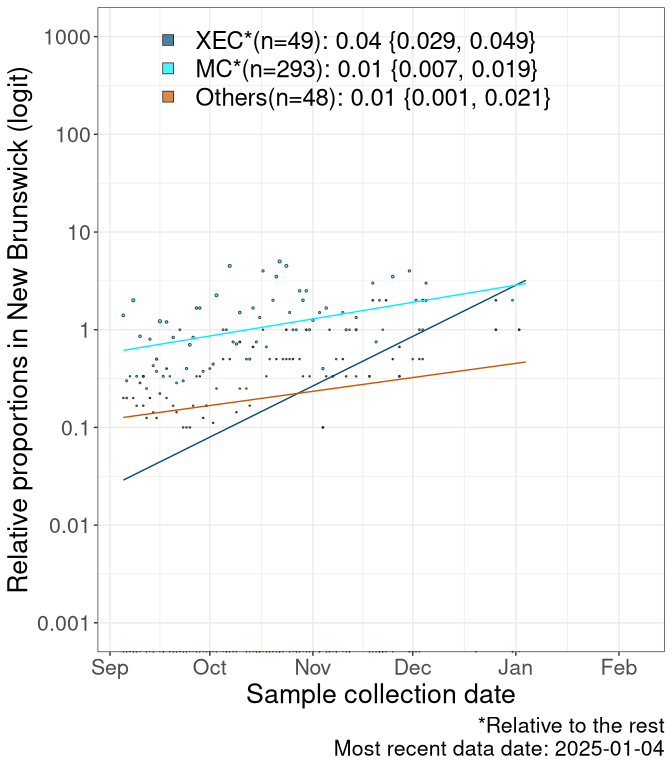 XEC*(n=49): 0.04 {0.029, 0.049}
MC*(n=293): 0.01 {0.007, 0.019}
Others(n=48): 0.01 {0.001, 0.021}
Relative proportions in New Brunswick (logit)
1000
100
10
1
0.1
0.01
0.001
Sep Oct Nov Dec Jan Feb
Sample collection date
*Relative to the rest
Most recent data date: 2025-01-04